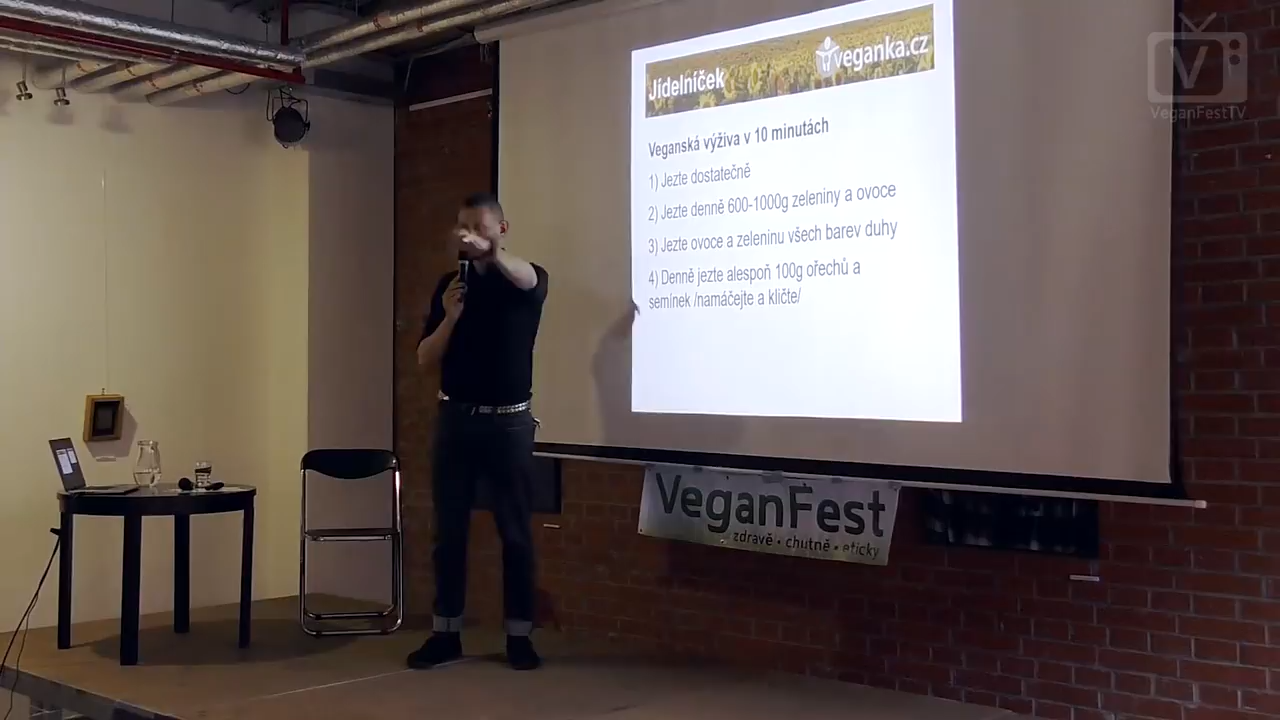 Jídelníček
veganka.cz
Veganská výživa v 10 minutách
1) Jezte dostatečně
2) Jezte denně 600-1000g zeleniny a ovoce
3) Jezte ovoce a zeleninu všech barev duhy
4) Denně jezte alespoň 100g ořechů a
semínek /namáčejte a kličte/
VeganFest
zdravě • chutně • eticky
V
VeganFestTV